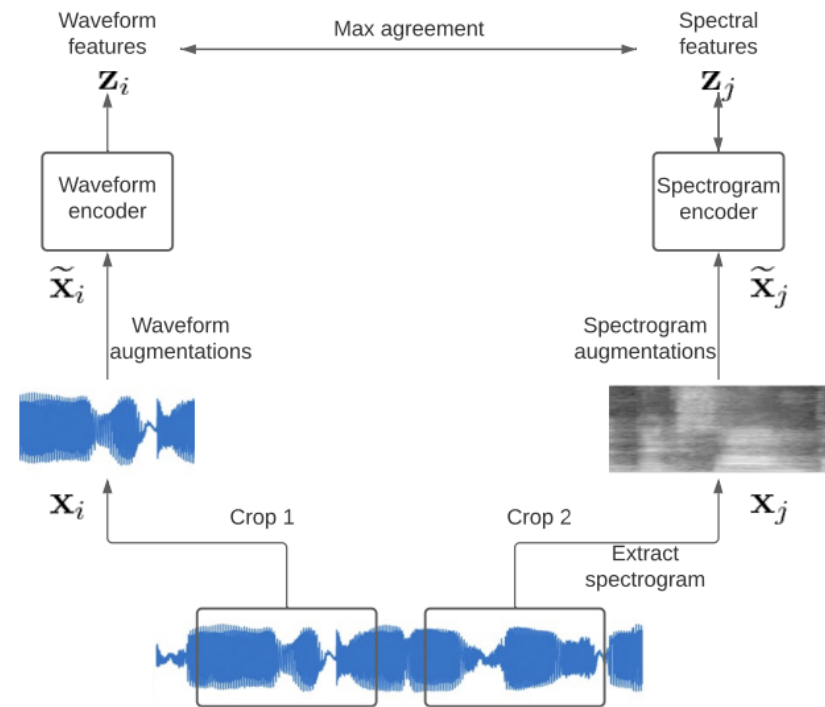 Waveform
features
Max agreement
Spectral
features
z_i
z_j
Waveform
encoder
Spectrogram
encoder
x̃_i
x̃_j
Waveform
augmentations
Spectrogram
augmentations
x_i
x_j
Crop 1
Crop 2
Extract
spectrogram